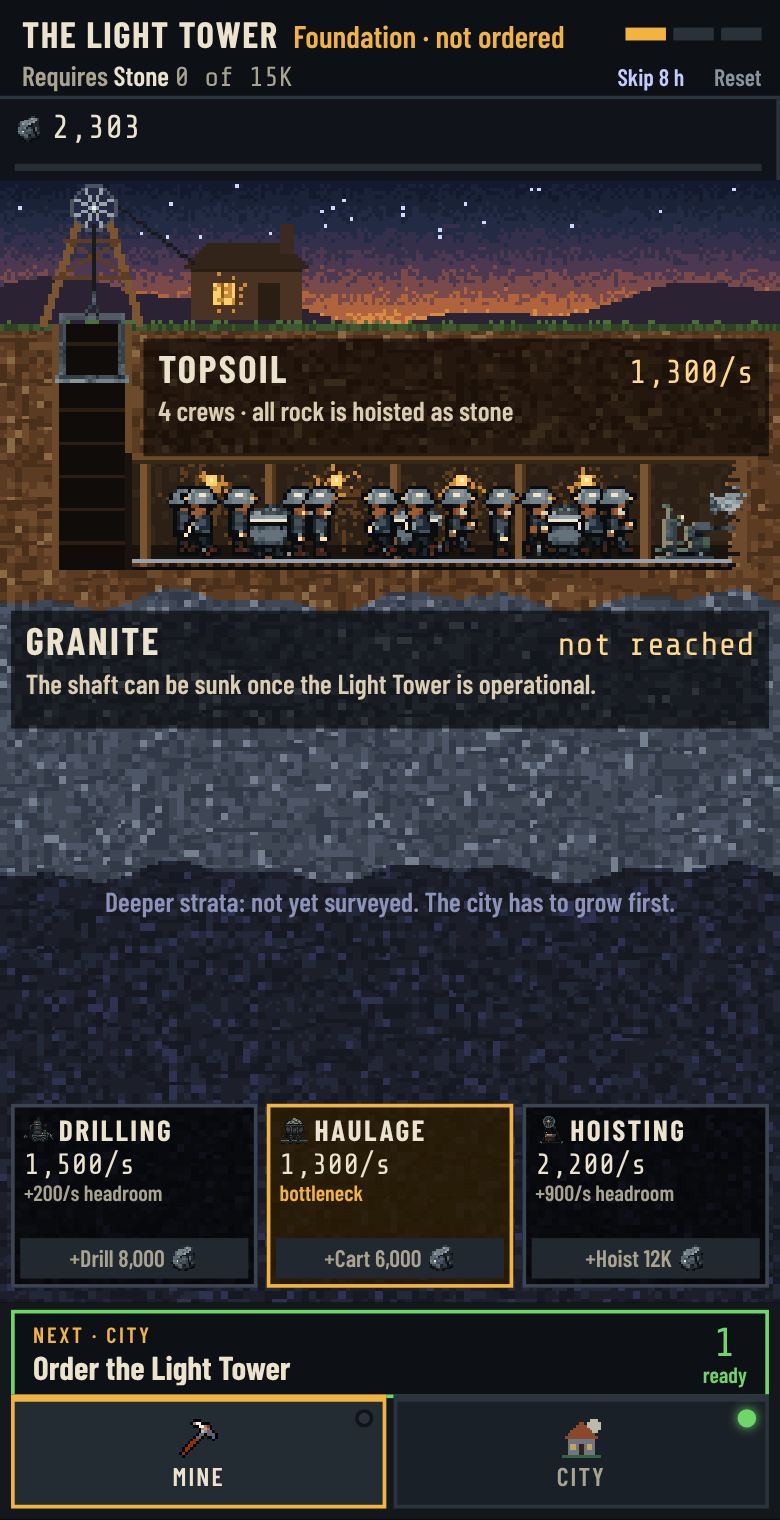 THE LIGHT TOWER Foundation · not ordered
Requires Stone 0 of 15K
Skip 8 h Reset
2,303
TOPSOIL 1,300/s
4 crews · all rock is hoisted as stone
GRANITE not reached
The shaft can be sunk once the Light Tower is operational.
Deeper strata: not yet surveyed. The city has to grow first.
DRILLING
1,500/s
+200/s headroom
+Drill 8,000
HAULAGE
1,300/s
bottleneck
+Cart 6,000
HOISTING
2,200/s
+900/s headroom
+Hoist 12K
NEXT · CITY
Order the Light Tower
1
ready
MINE
CITY